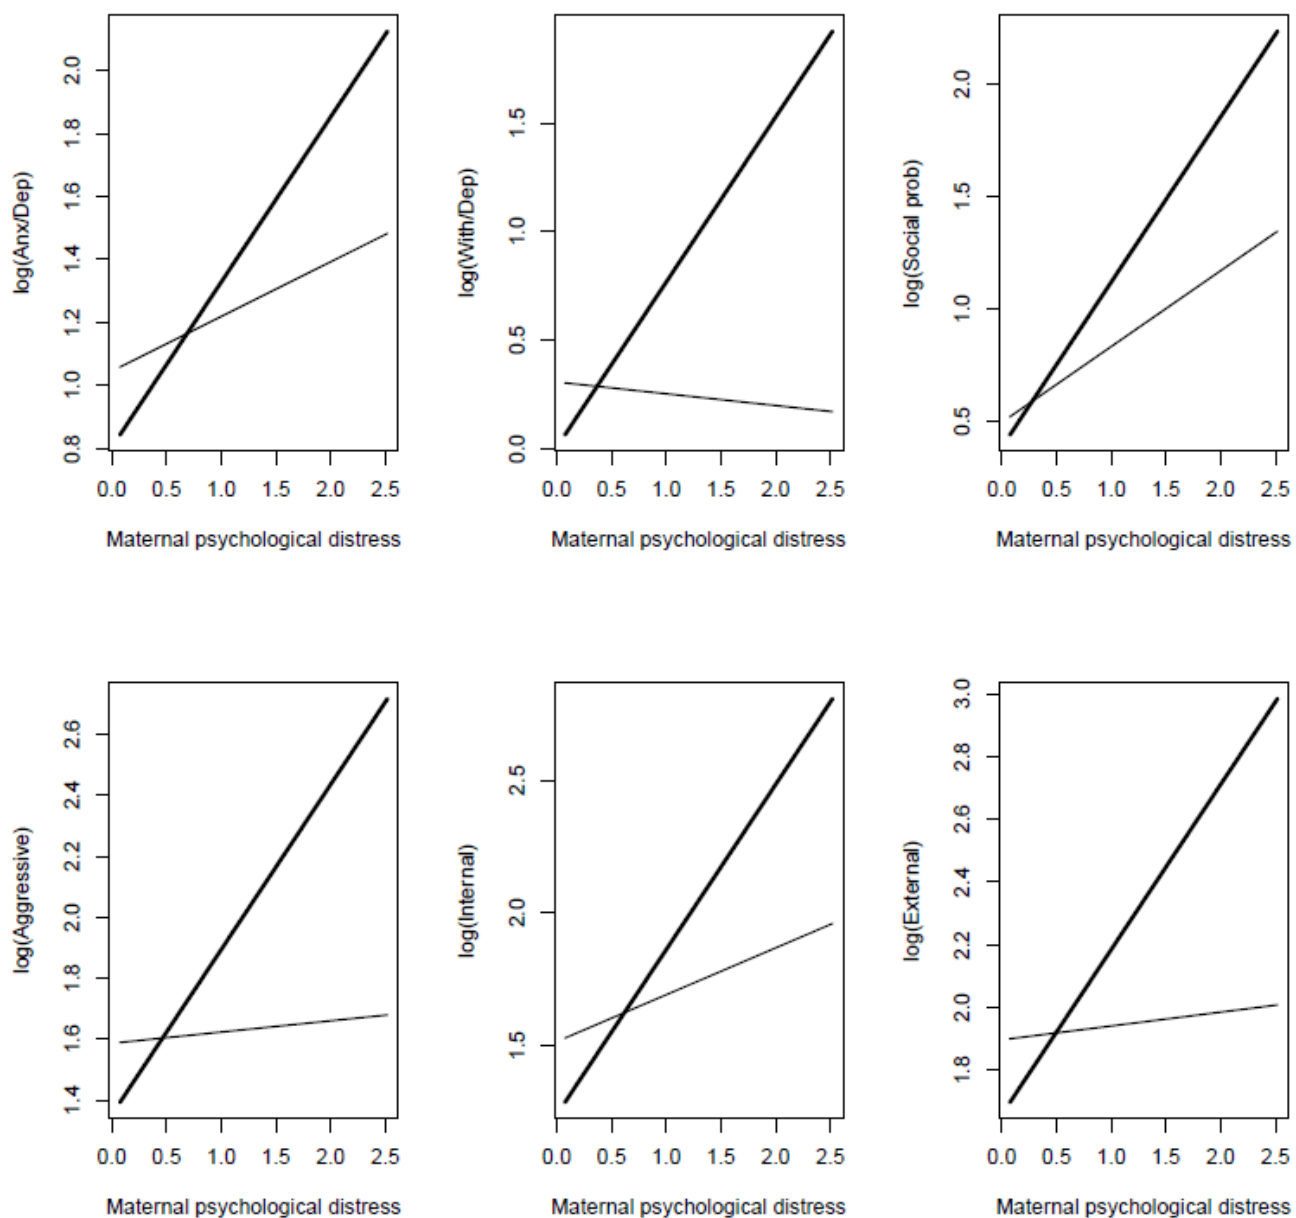 log(Anx/Dep)
2.0
1.8
1.6
1.4
1.2
1.0
0.8
0.0 0.5 1.0 1.5 2.0 2.5
Maternal psychological distress
log(With/Dep)
1.5
1.0
0.5
0.0
0.0 0.5 1.0 1.5 2.0 2.5
Maternal psychological distress
log(Social prob)
2.0
1.5
1.0
0.5
0.0 0.5 1.0 1.5 2.0 2.5
Maternal psychological distress
log(Aggressive)
2.6
2.4
2.2
2.0
1.8
1.6
1.4
0.0 0.5 1.0 1.5 2.0 2.5
Maternal psychological distress
log(Internal)
2.5
2.0
1.5
0.0 0.5 1.0 1.5 2.0 2.5
Maternal psychological distress
log(External)
3.0
2.8
2.6
2.4
2.2
2.0
1.8
0.0 0.5 1.0 1.5 2.0 2.5
Maternal psychological distress